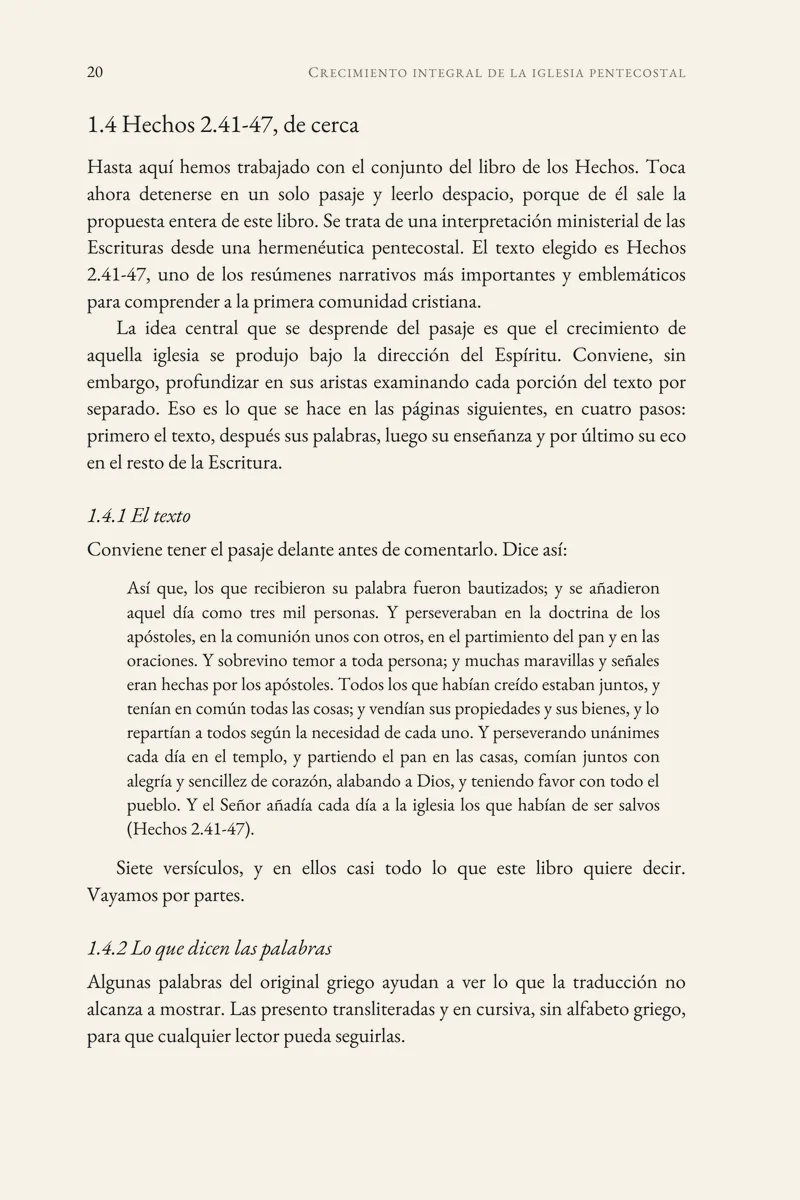 20 CRECIMIENTO INTEGRAL DE LA IGLESIA PENTECOSTAL
1.4 Hechos 2.41-47, de cerca
Hasta aquí hemos trabajado con el conjunto del libro de los Hechos. Toca
ahora detenerse en un solo pasaje y leerlo despacio, porque de él sale la
propuesta entera de este libro. Se trata de una interpretación ministerial de las
Escrituras desde una hermenéutica pentecostal. El texto elegido es Hechos
2.41-47, uno de los resúmenes narrativos más importantes y emblemáticos
para comprender a la primera comunidad cristiana.
La idea central que se desprende del pasaje es que el crecimiento de
aquella iglesia se produjo bajo la dirección del Espíritu. Conviene, sin
embargo, profundizar en sus aristas examinando cada porción del texto por
separado. Eso es lo que se hace en las páginas siguientes, en cuatro pasos:
primero el texto, después sus palabras, luego su enseñanza y por último su eco
en el resto de la Escritura.
1.4.1 El texto
Conviene tener el pasaje delante antes de comentarlo. Dice así:
Así que, los que recibieron su palabra fueron bautizados; y se añadieron
aquel día como tres mil personas. Y perseveraban en la doctrina de los
apóstoles, en la comunión unos con otros, en el partimiento del pan y en las
oraciones. Y sobrevino temor a toda persona; y muchas maravillas y señales
eran hechas por los apóstoles. Todos los que habían creído estaban juntos, y
tenían en común todas las cosas; y vendían sus propiedades y sus bienes, y lo
repartían a todos según la necesidad de cada uno. Y perseverando unánimes
cada día en el templo, y partiendo el pan en las casas, comían juntos con
alegría y sencillez de corazón, alabando a Dios, y teniendo favor con todo el
pueblo. Y el Señor añadía cada día a la iglesia los que habían de ser salvos
(Hechos 2.41-47).
Siete versículos, y en ellos casi todo lo que este libro quiere decir.
Vayamos por partes.
1.4.2 Lo que dicen las palabras
Algunas palabras del original griego ayudan a ver lo que la traducción no
alcanza a mostrar. Las presento transliteradas y en cursiva, sin alfabeto griego,
para que cualquier lector pueda seguirlas.